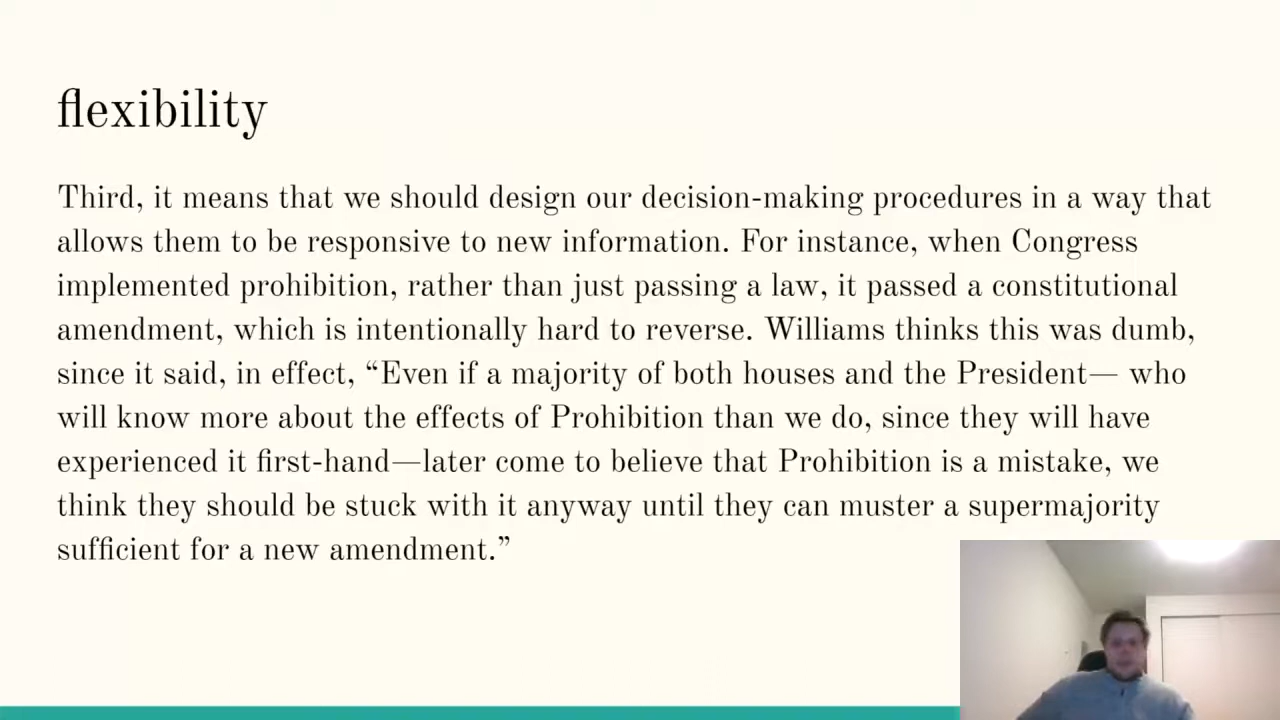 flexibility
Third, it means that we should design our decision-making procedures in a way that
allows them to be responsive to new information. For instance, when Congress
implemented prohibition, rather than just passing a law, it passed a constitutional
amendment, which is intentionally hard to reverse. Williams thinks this was dumb,
since it said, in effect, “Even if a majority of both houses and the President— who
will know more about the effects of Prohibition than we do, since they will have
experienced it first-hand—later come to believe that Prohibition is a mistake, we
think they should be stuck with it anyway until they can muster a supermajority
sufficient for a new amendment.”